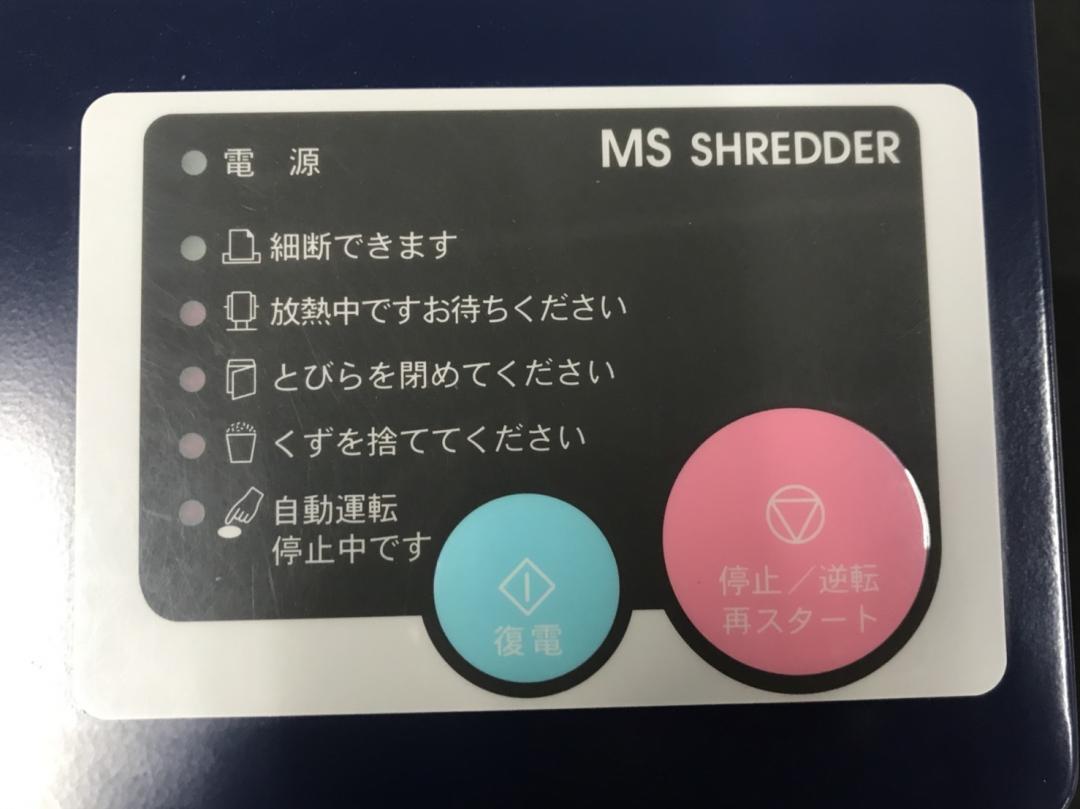 MS SHREDDER
電　源
細断できます
放熱中ですお待ちください
とびらを閉めてください
くずを捨ててください
自動運転
停止中です
復電
停止／逆転
再スタート